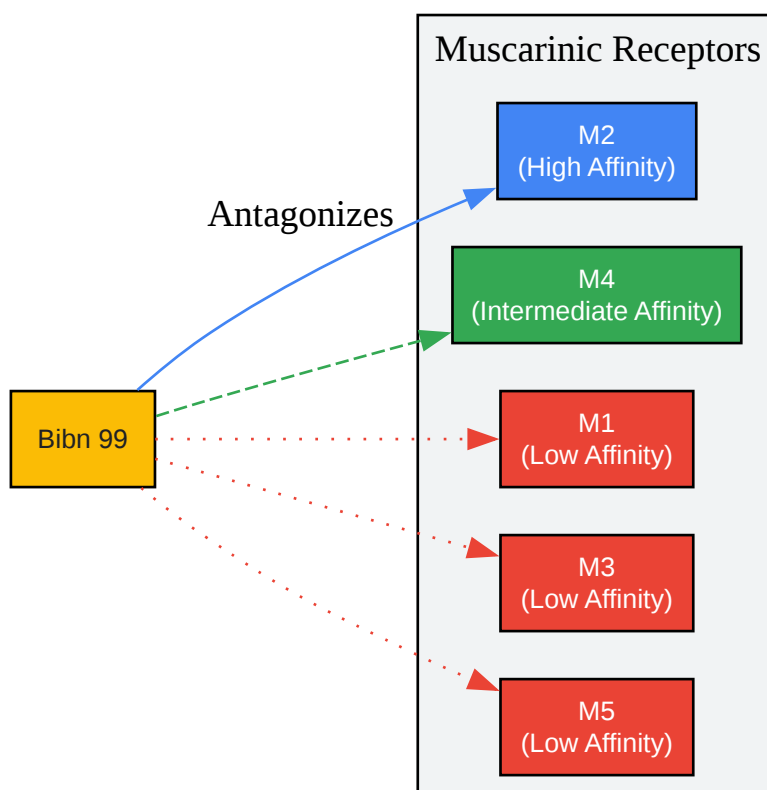 Muscarinic Receptors
M2
(High Affinity)
Antagonizes
M4
(Intermediate Affinity)
Bibn 99
M1
(Low Affinity)
M3
(Low Affinity)
M5
(Low Affinity)